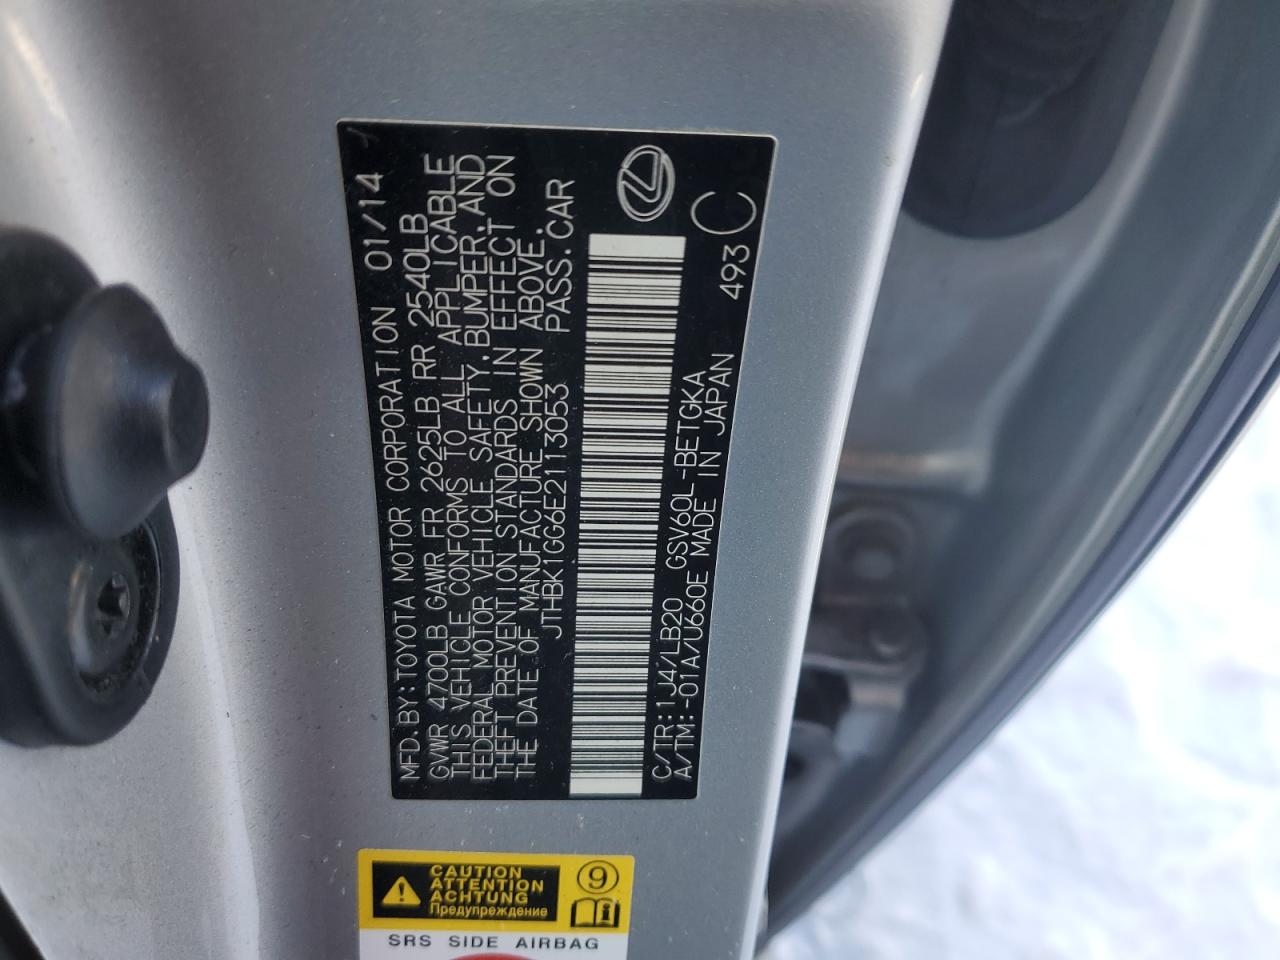 MFD.BY:TOYOTA MOTOR CORPORATION 01/14
GVWR 4700LB GAWR FR 2625LB RR 2540LB
THIS VEHICLE CONFORMS TO ALL APPLICABLE
FEDERAL MOTOR VEHICLE SAFETY,BUMPER,AND
THEFT PREVENTION STANDARDS IN EFFECT ON
THE DATE OF MANUFACTURE SHOWN ABOVE.
JTHBK1GG6E2113053 PASS.CAR
C/TR:1J4/LB20 GSV60L-BETGKA
A/TM:-01A/U660E MADE IN JAPAN 493
C
CAUTION
ATTENTION
ACHTUNG
Предупреждение
9
SRS SIDE AIRBAG